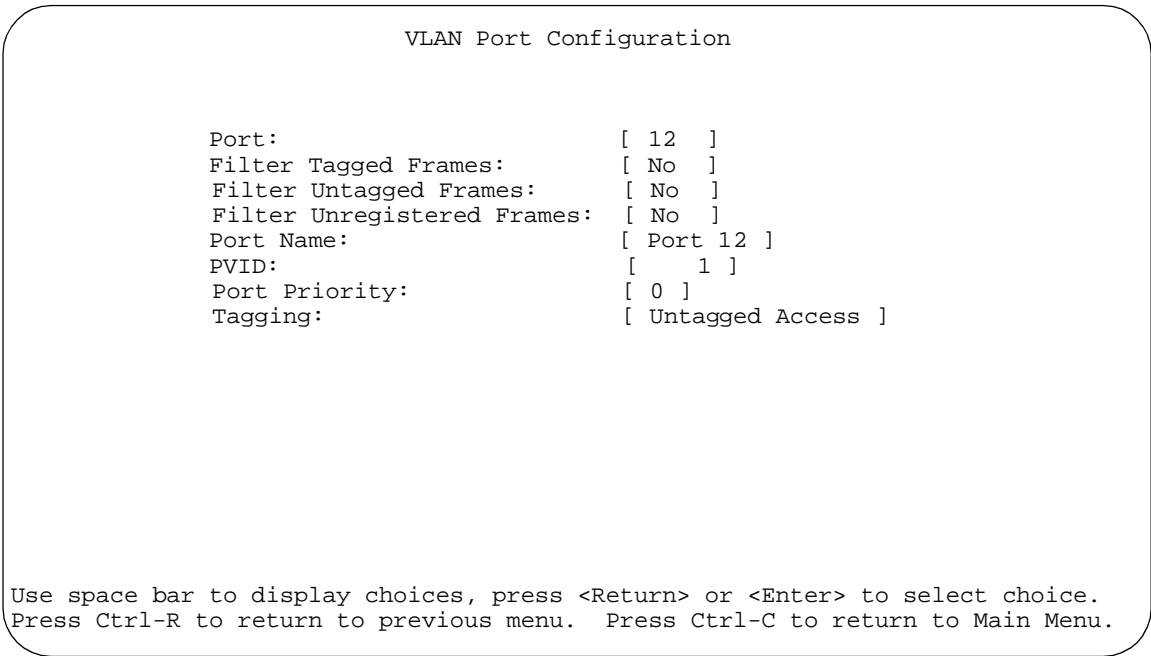 VLAN Port Configuration
Port: [ 12 ]
Filter Tagged Frames: [ No ]
Filter Untagged Frames: [ No ]
Filter Unregistered Frames: [ No ]
Port Name: [ Port 12 ]
PVID: [ 1 ]
Port Priority: [ 0 ]
Tagging: [ Untagged Access ]
Use space bar to display choices, press <Return> or <Enter> to select choice.
Press Ctrl-R to return to previous menu. Press Ctrl-C to return to Main Menu.